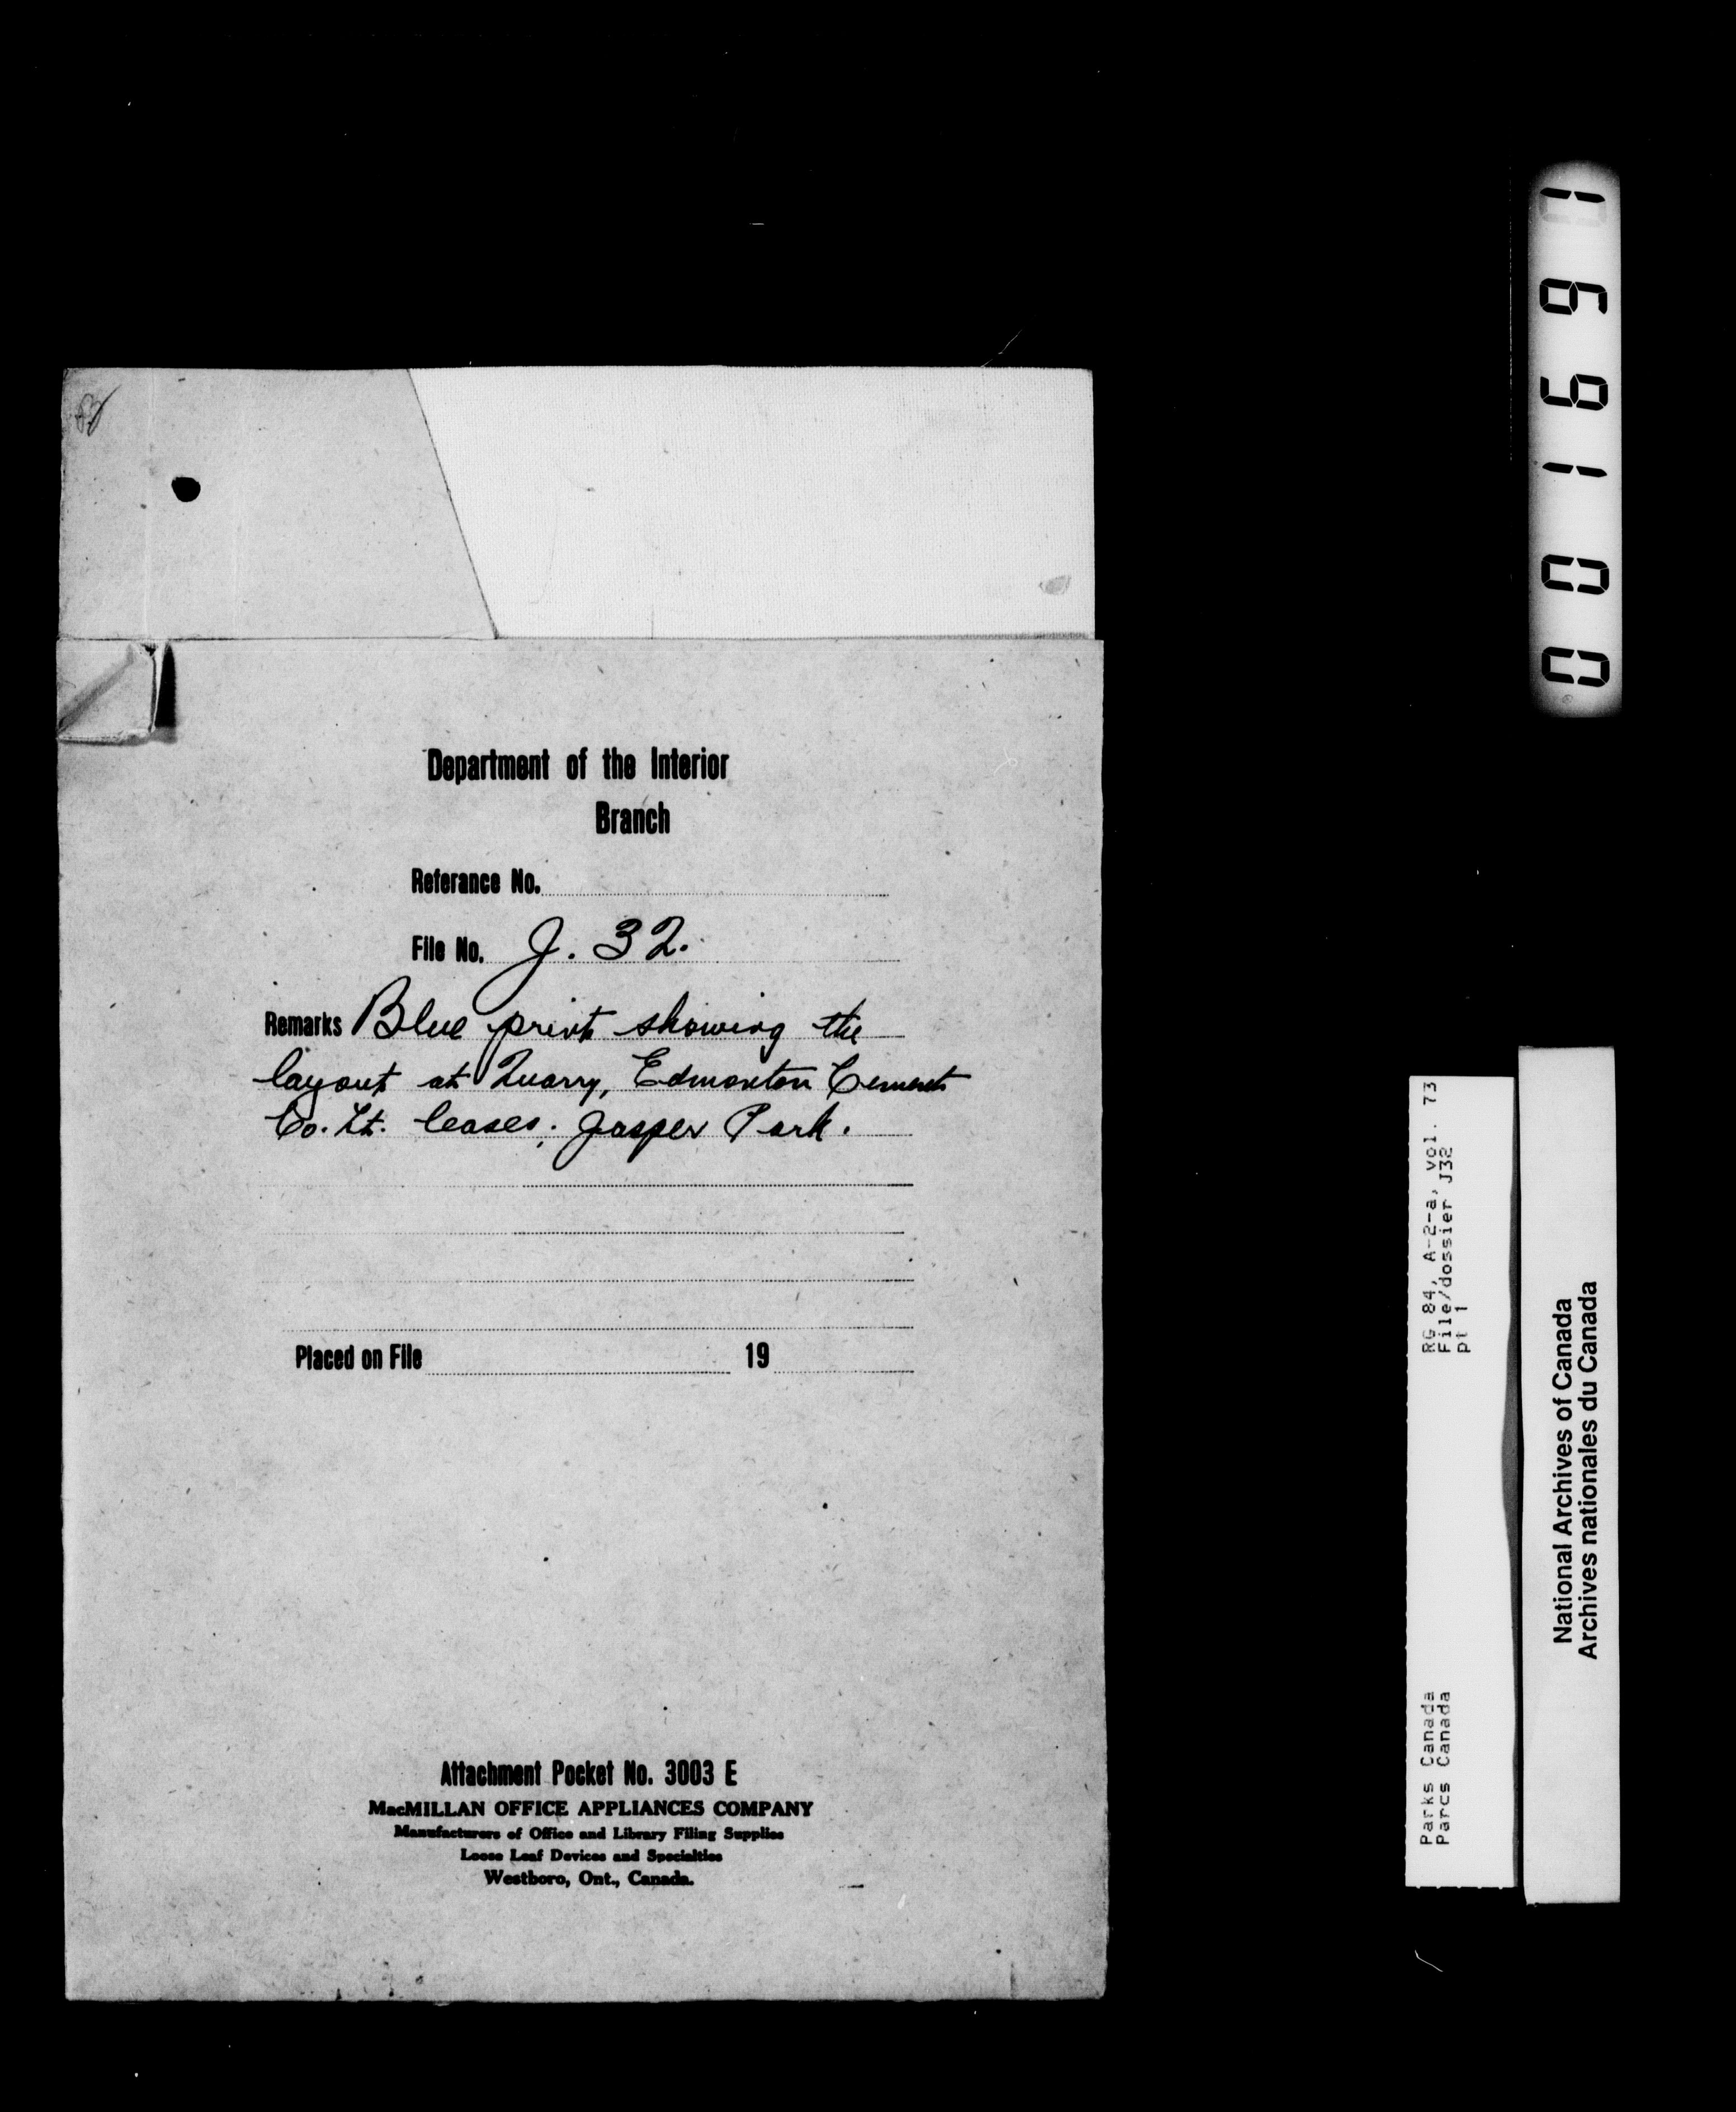 Department of the Interior
Branch
Referance No.
File No. J. 32.
Remarks Blue print showing the
layout at Quarry, Edmonton Cement
Co. Lt. leases. Jasper Park.
Placed on File 19
Attachment Pocket No. 3003 E
MacMILLAN OFFICE APPLIANCES COMPANY
Manufacturers of Office and Library Filing Supplies
Loose Leaf Devices and Specialties
Westboro, Ont., Canada.
001691
RG 84, A-2-a, vol. 73
File/dossier J32
pt 1
Parks Canada
Parcs Canada
National Archives of Canada
Archives nationales du Canada